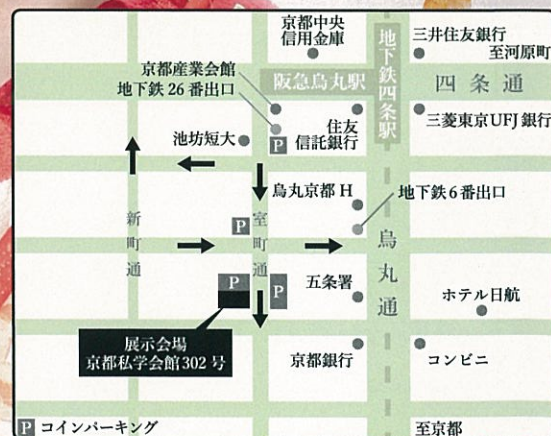 京都中央
信用金庫
地下鉄四条駅
三井住友銀行
至河原町
京都産業会館
地下鉄26番出口
阪急烏丸駅
四条通
池坊短大
P
住友
信託銀行
三菱東京UFJ銀行
烏丸京都H
地下鉄6番出口
新町通
P
室町通
烏丸通
P
P
五条署
ホテル日航
展示会場
京都私学会館302号
京都銀行
コンビニ
P コインパーキング
至京都